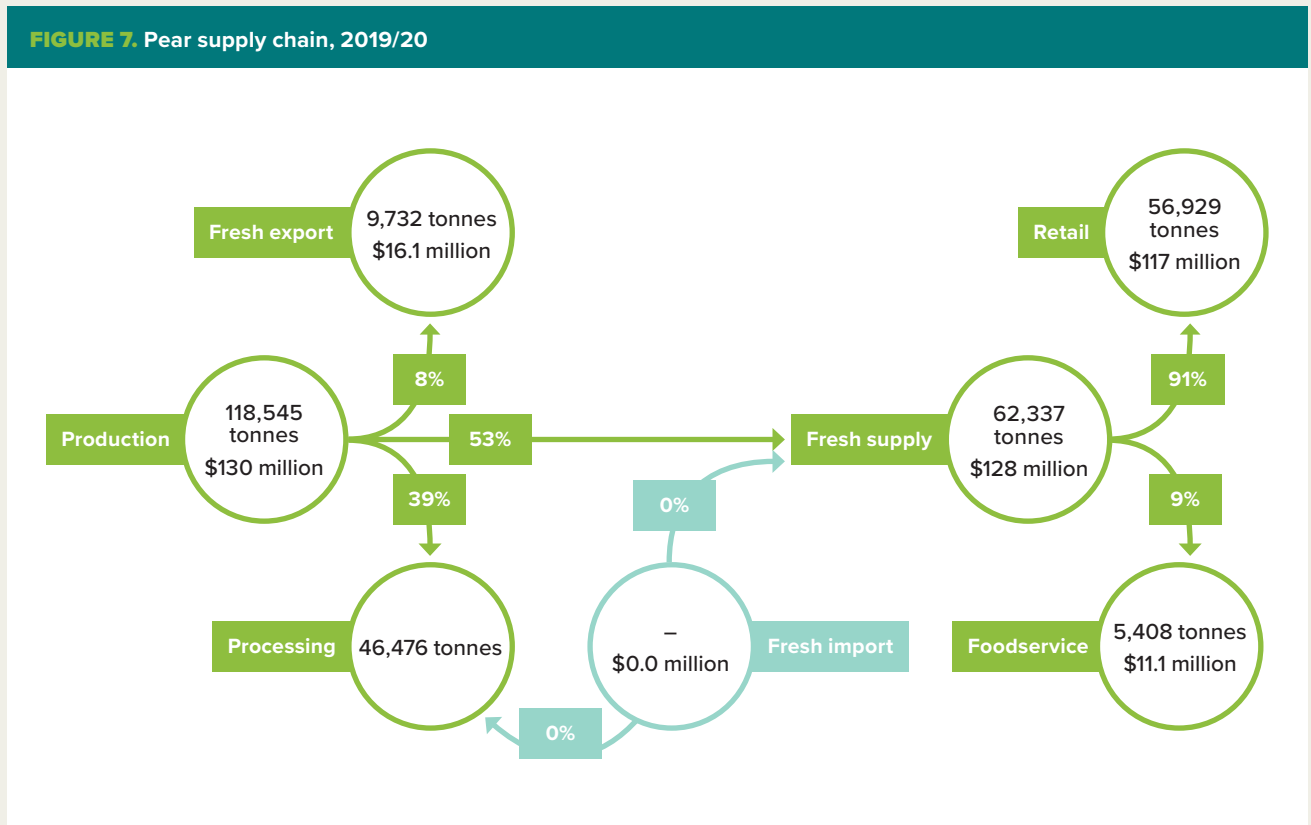 FIGURE 7. Pear supply chain, 2019/20
Fresh export
9,732 tonnes
$16.1 million
Retail
56,929
tonnes
$117 million
8%
91%
Production
118,545
tonnes
$130 million
53%
Fresh supply
62,337
tonnes
$128 million
39%
0%
9%
Processing
46,476 tonnes
–
$0.0 million
Fresh import
Foodservice
5,408 tonnes
$11.1 million
0%